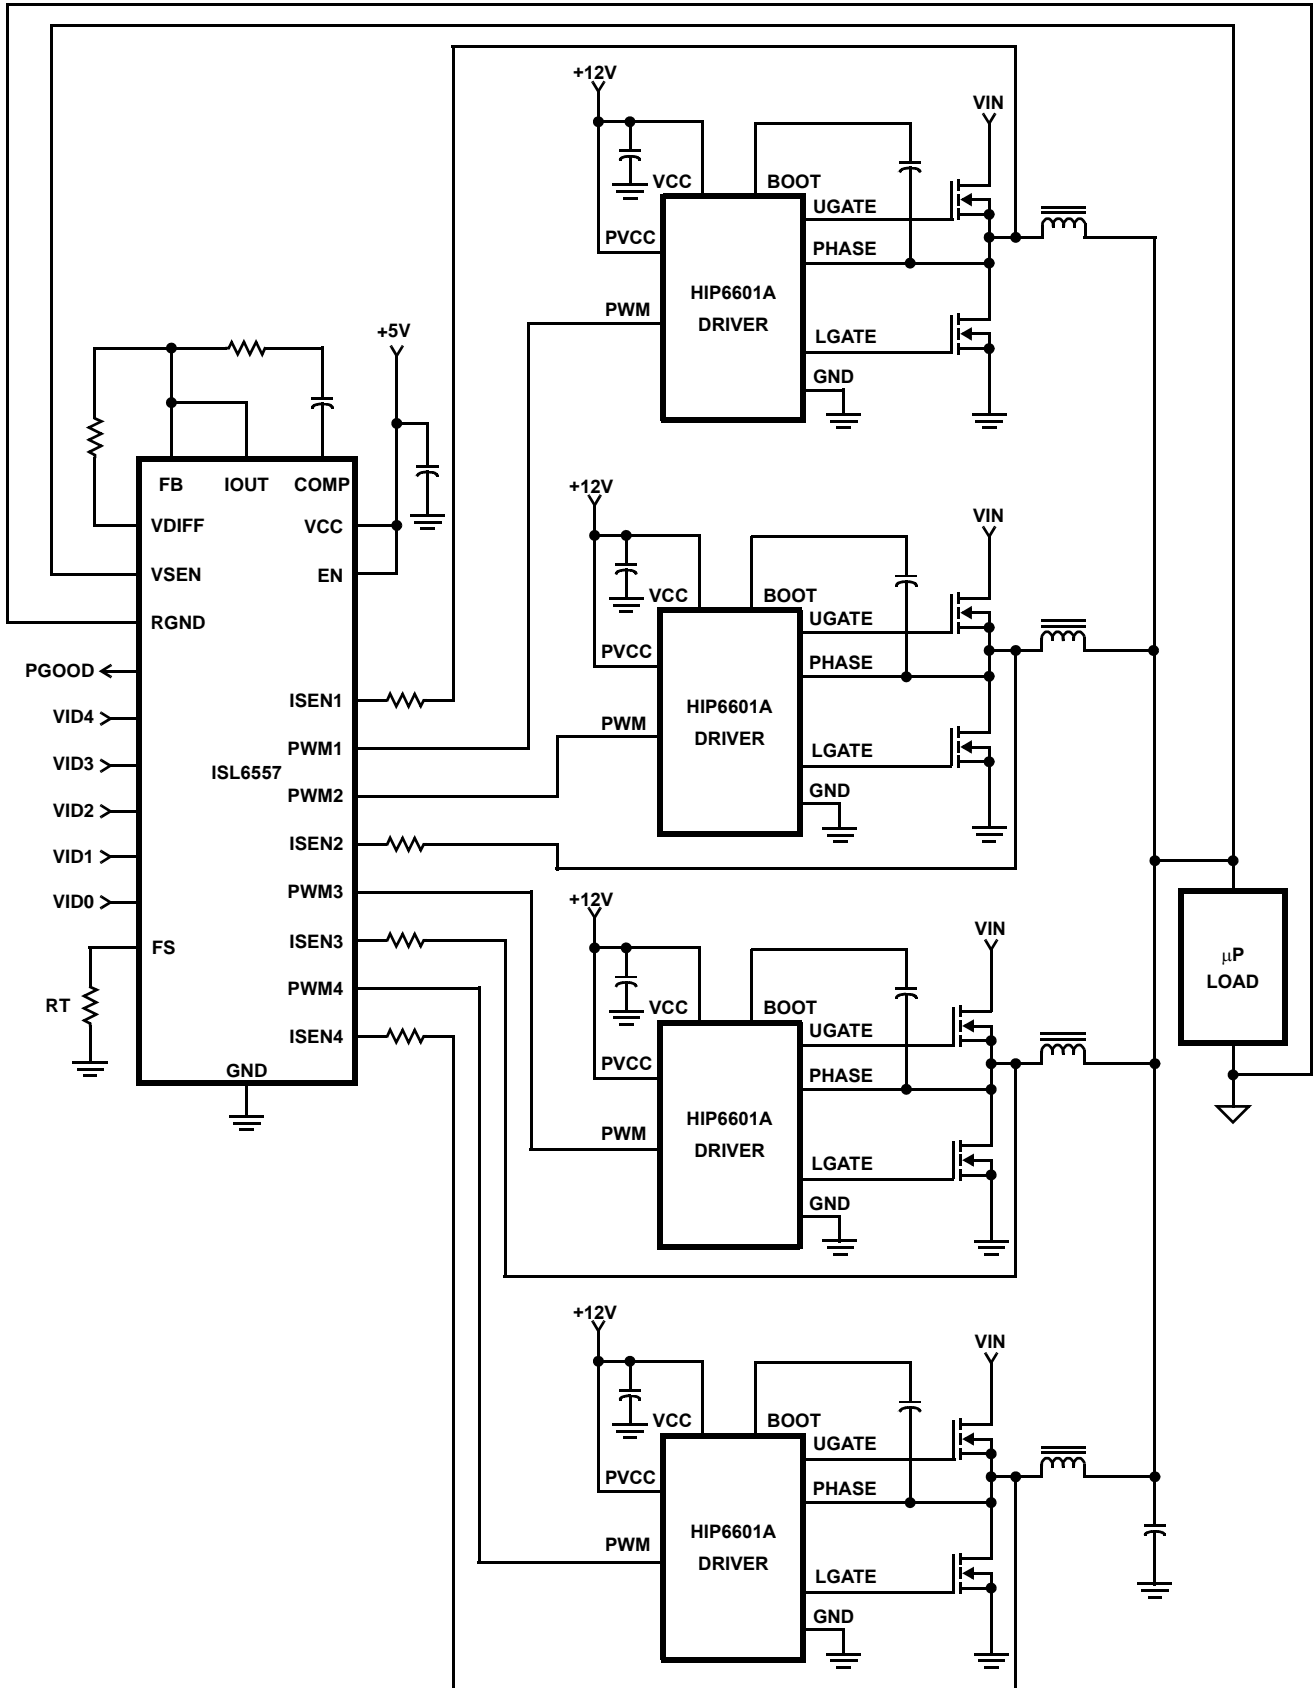 +12V
VIN
VCC
BOOT
UGATE
PVCC
PHASE
HIP6601A
DRIVER
PWM
LGATE
GND
+5V
FB
IOUT
COMP
VDIFF
VCC
VSEN
EN
RGND
PGOOD
ISEN1
VID4
PWM1
VID3
ISL6557
PWM2
VID2
ISEN2
VID1
PWM3
VID0
ISEN3
FS
PWM4
RT
ISEN4
GND
+12V
VIN
VCC
BOOT
UGATE
PVCC
PHASE
HIP6601A
DRIVER
PWM
LGATE
GND
+12V
VIN
VCC
BOOT
UGATE
PVCC
PHASE
HIP6601A
DRIVER
PWM
LGATE
GND
μP
LOAD
+12V
VIN
VCC
BOOT
UGATE
PVCC
PHASE
HIP6601A
DRIVER
PWM
LGATE
GND